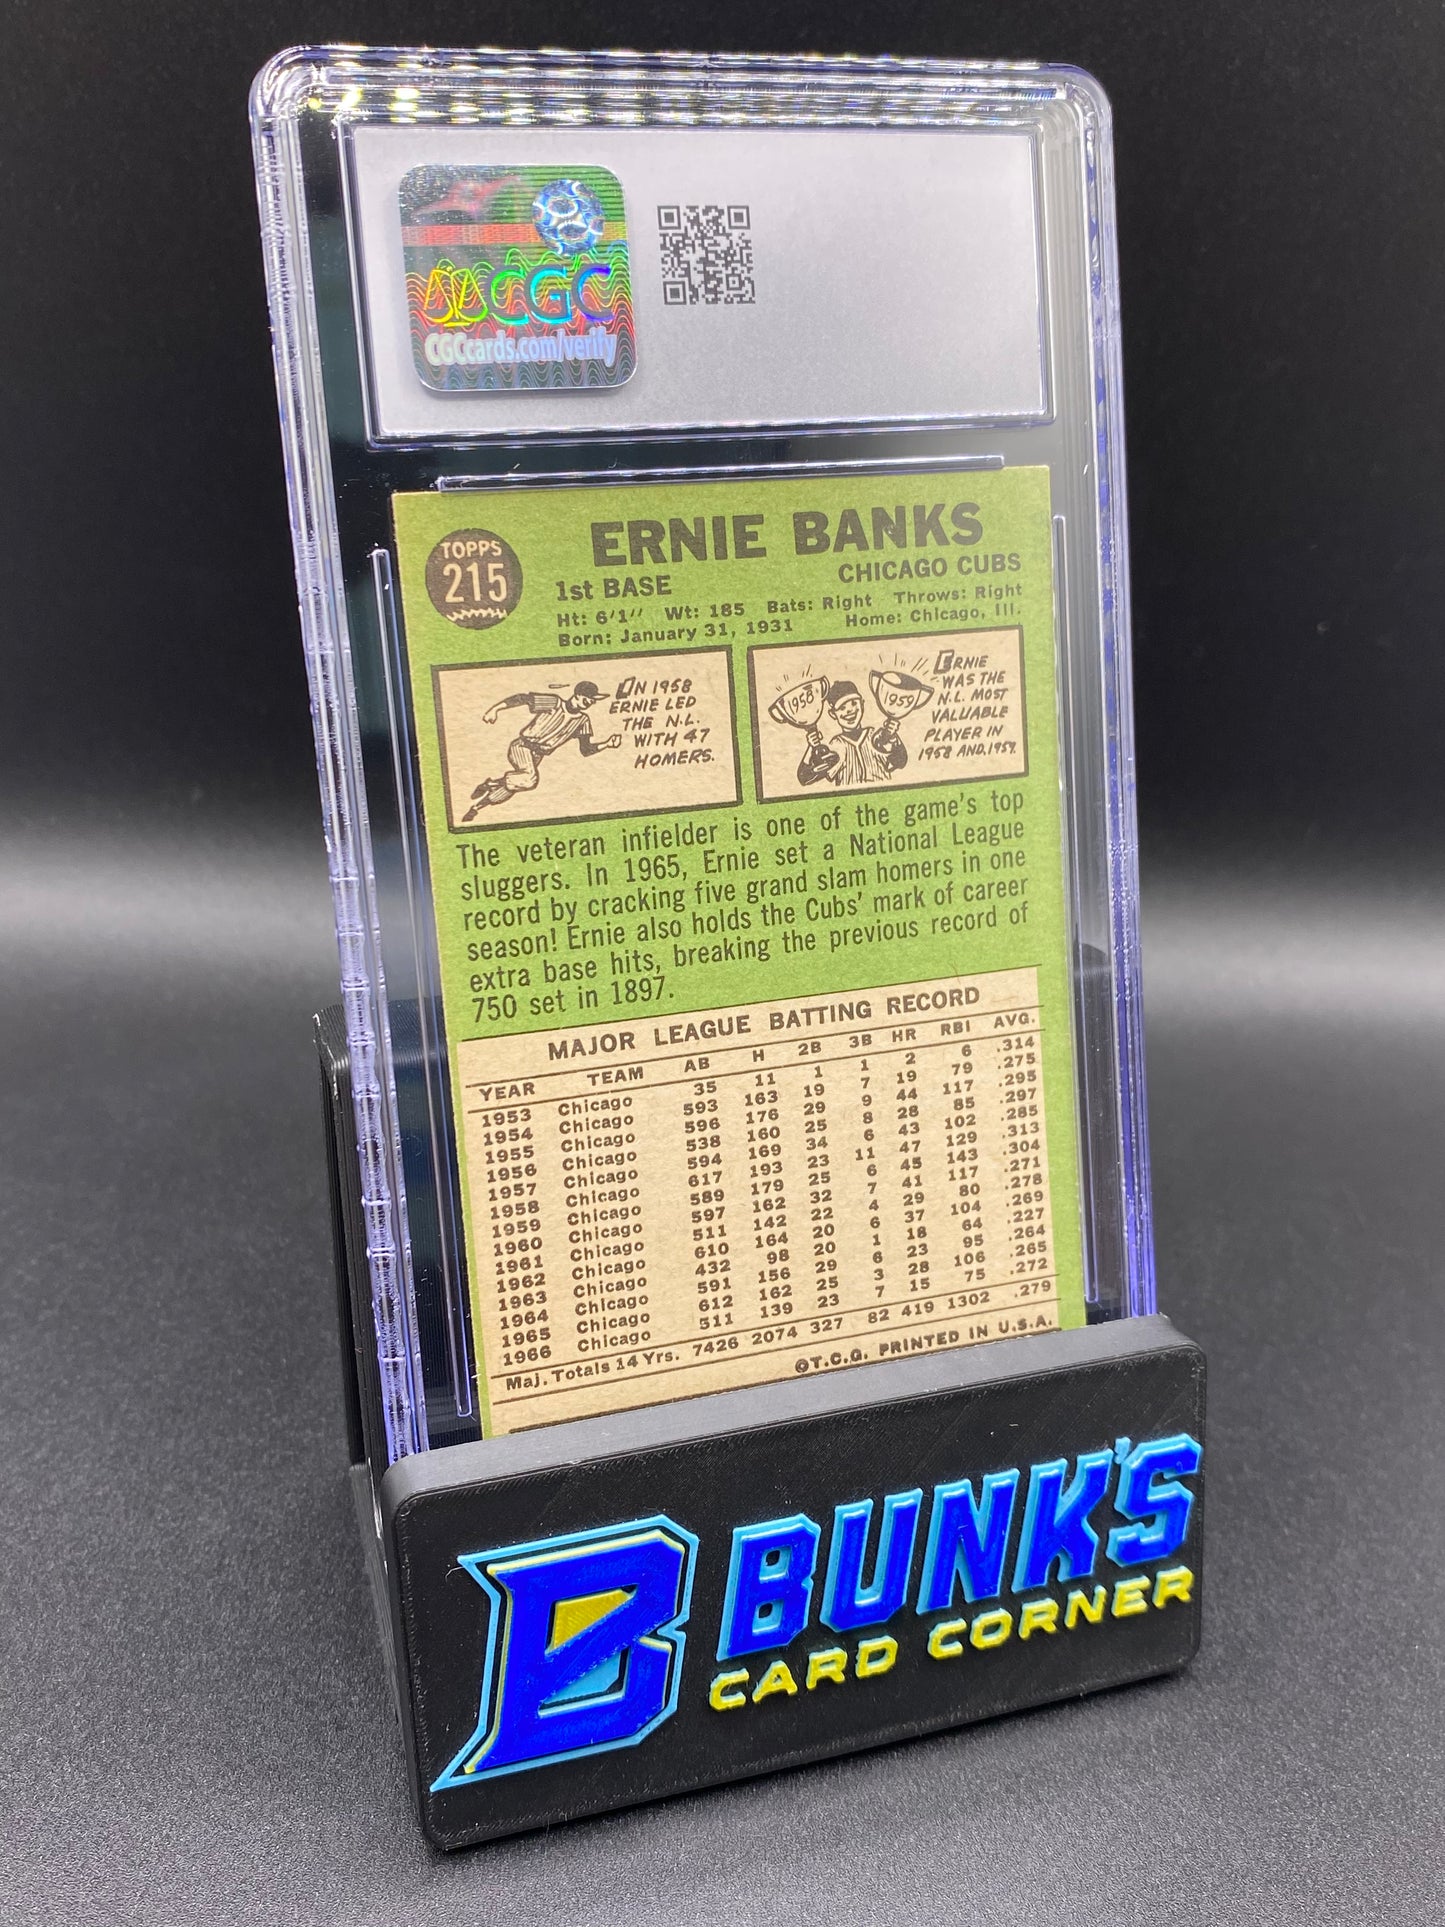 CGC
CGCcards.com/verify
TOPPS
215
ERNIE BANKS
1st BASE
CHICAGO CUBS
Ht: 6'1" Wt: 185 Bats: Right Throws: Right
Born: January 31, 1931 Home: Chicago, Ill.
IN 1958
ERNIE LED
THE N.L.
WITH 47
HOMERS.
1958
1959
ERNIE
WAS THE
N.L. MOST
VALUABLE
PLAYER IN
1958 AND 1959.
The veteran infielder is one of the game's top
sluggers. In 1965, Ernie set a National League
record by cracking five grand slam homers in one
season! Ernie also holds the Cubs' mark of career
extra base hits, breaking the previous record of
750 set in 1897.
MAJOR LEAGUE BATTING RECORD
YEAR TEAM AB H 2B 3B HR RBI AVG.
1953 Chicago 35 11 1 1 2 6 .314
1954 Chicago 593 163 19 7 19 79 .275
1955 Chicago 596 176 29 9 44 117 .295
1956 Chicago 538 160 25 8 28 85 .297
1957 Chicago 594 169 34 6 43 102 .285
1958 Chicago 617 193 23 11 47 129 .313
1959 Chicago 589 179 25 6 45 143 .304
1960 Chicago 597 162 32 7 41 117 .271
1961 Chicago 511 142 22 4 29 80 .278
1962 Chicago 610 164 20 6 37 104 .269
1963 Chicago 432 98 20 1 18 64 .227
1964 Chicago 591 156 29 6 23 95 .264
1965 Chicago 612 162 25 3 28 106 .265
1966 Chicago 511 139 23 7 15 75 .272
Maj. Totals 14 Yrs. 7426 2074 327 82 419 1302 .279
©T.C.G. PRINTED IN U.S.A.
B BUNK'S
CARD CORNER